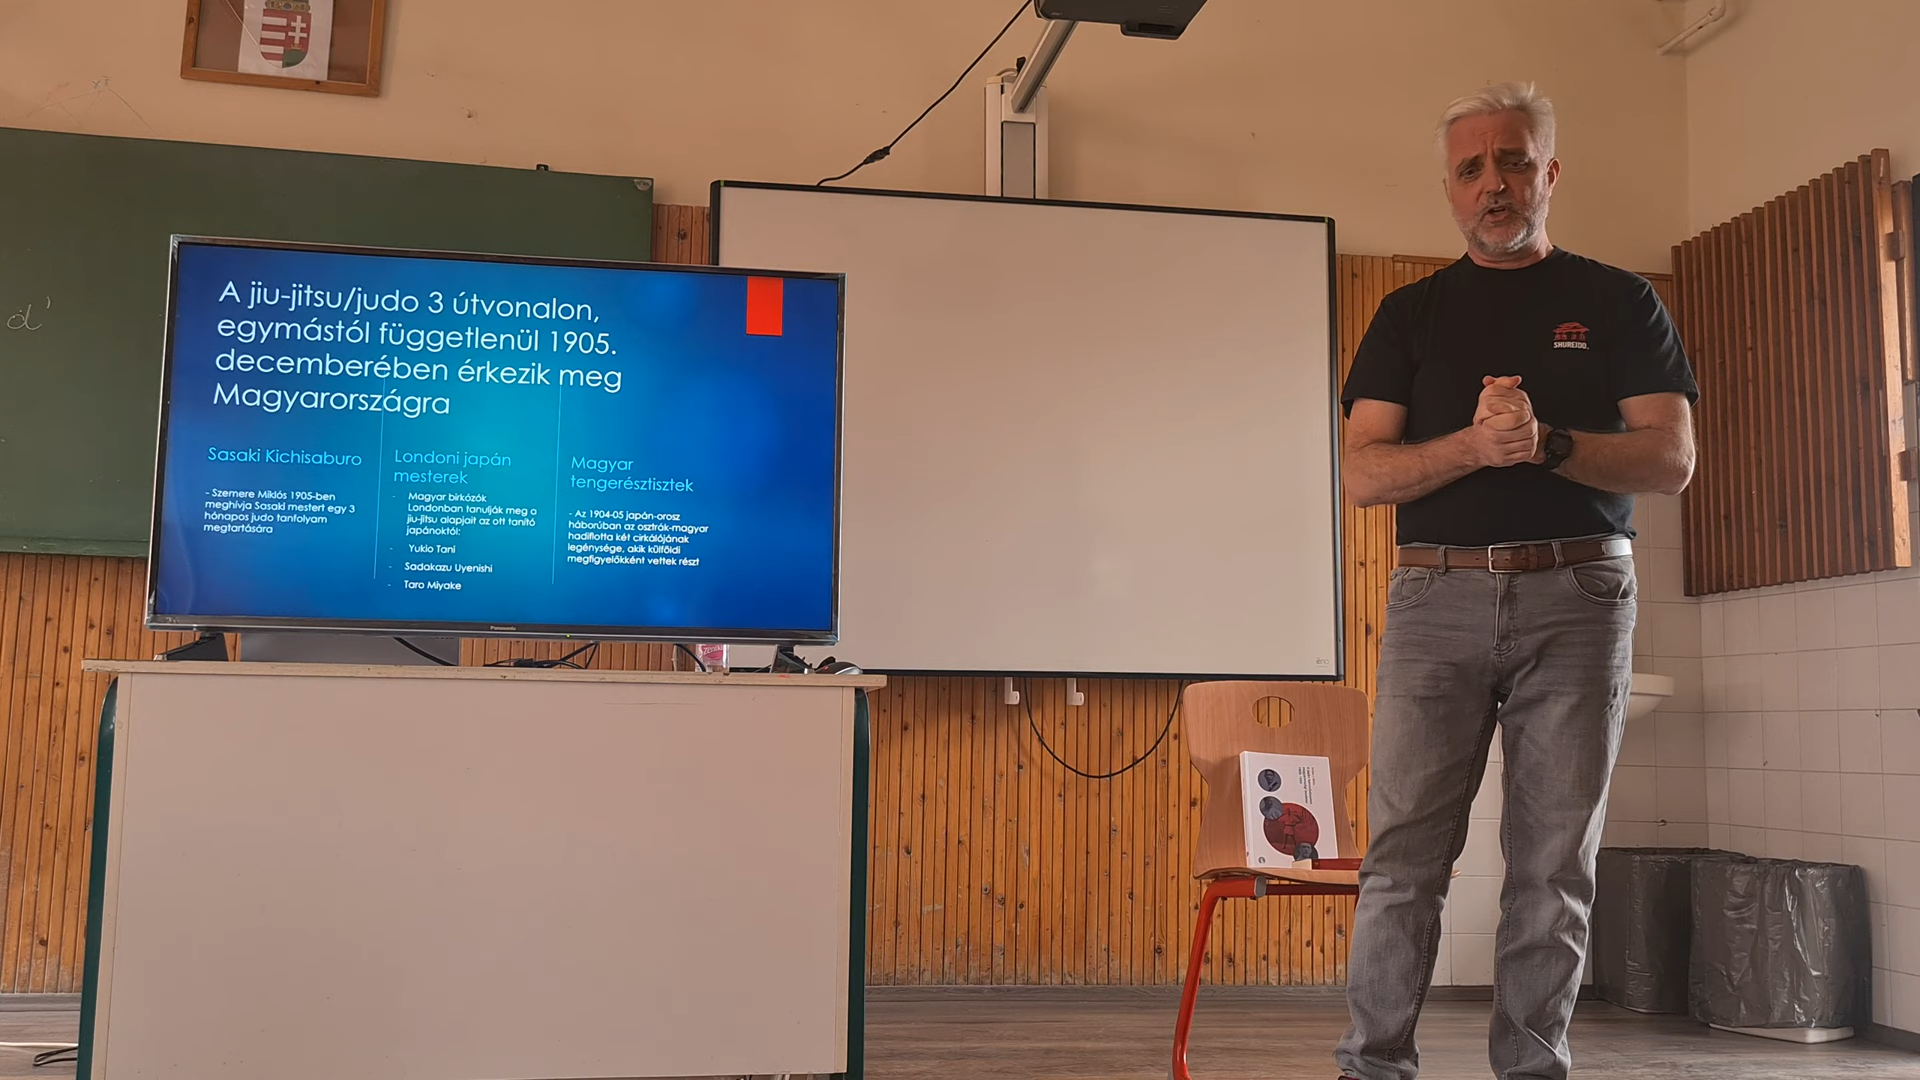 A jiu-jitsu/judo 3 útvonalon,
egymástól függetlenül 1905.
decemberében érkezik meg
Magyarországra
Sasaki Kichisaburo
- Szemere Miklós 1905-ben
meghívja Sasaki mestert egy 3
hónapos judo tanfolyam
megtartására
Londoni japán
mesterek
- Magyar birkózók
Londonban tanulják meg a
jiu-jitsu alapjait az ott tanító
japánoktól:
- Yukio Tani
- Sadakazu Uyenishi
- Taro Miyake
Magyar
tengerésztisztek
- Az 1904-05 japán-orosz
háborúban az osztrák-magyar
hadiflotta két cirkálójának
legénysége, akik külföldi
megfigyelőkként vettek részt
Panasonic
SHUREIDO